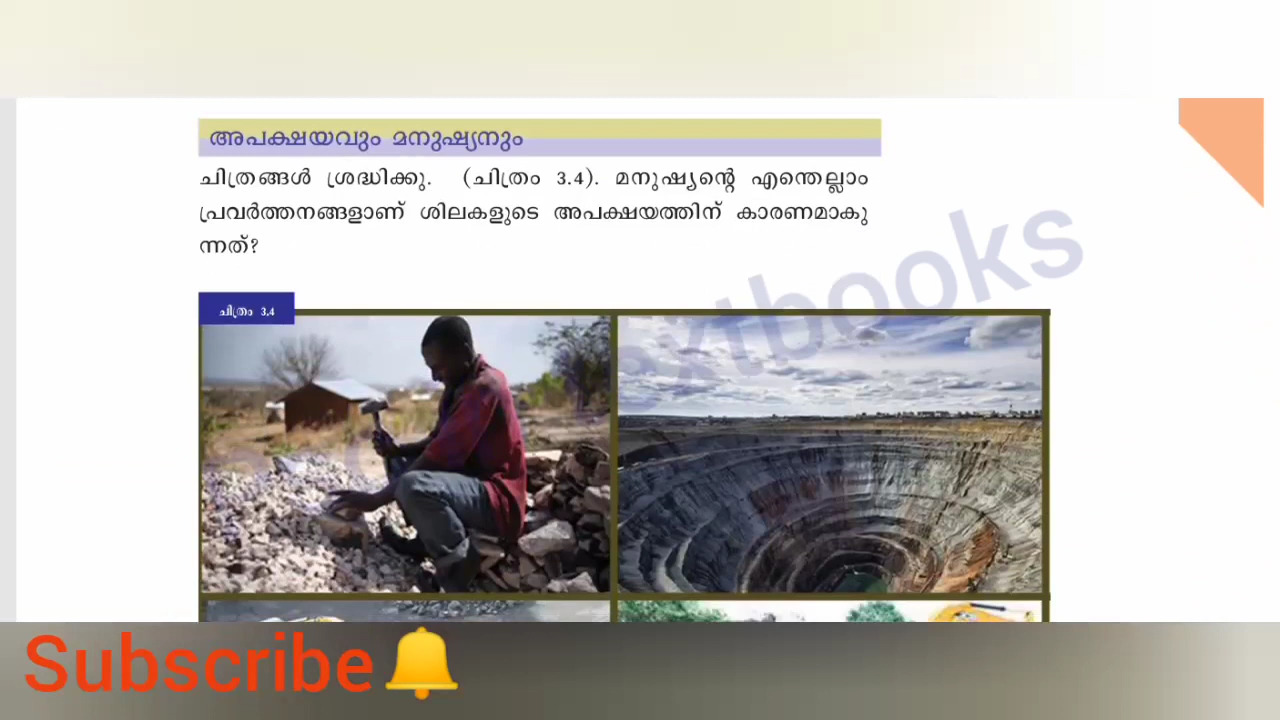 അപക്ഷയവും മനുഷ്യനും
ചിത്രങ്ങൾ ശ്രദ്ധിക്കു. (ചിത്രം 3.4). മനുഷ്യന്റെ എന്തെല്ലാം
പ്രവർത്തനങ്ങളാണ് ശിലകളുടെ അപക്ഷയത്തിന് കാരണമാകു
ന്നത്?
ചിത്രം 3.4
Subscribe